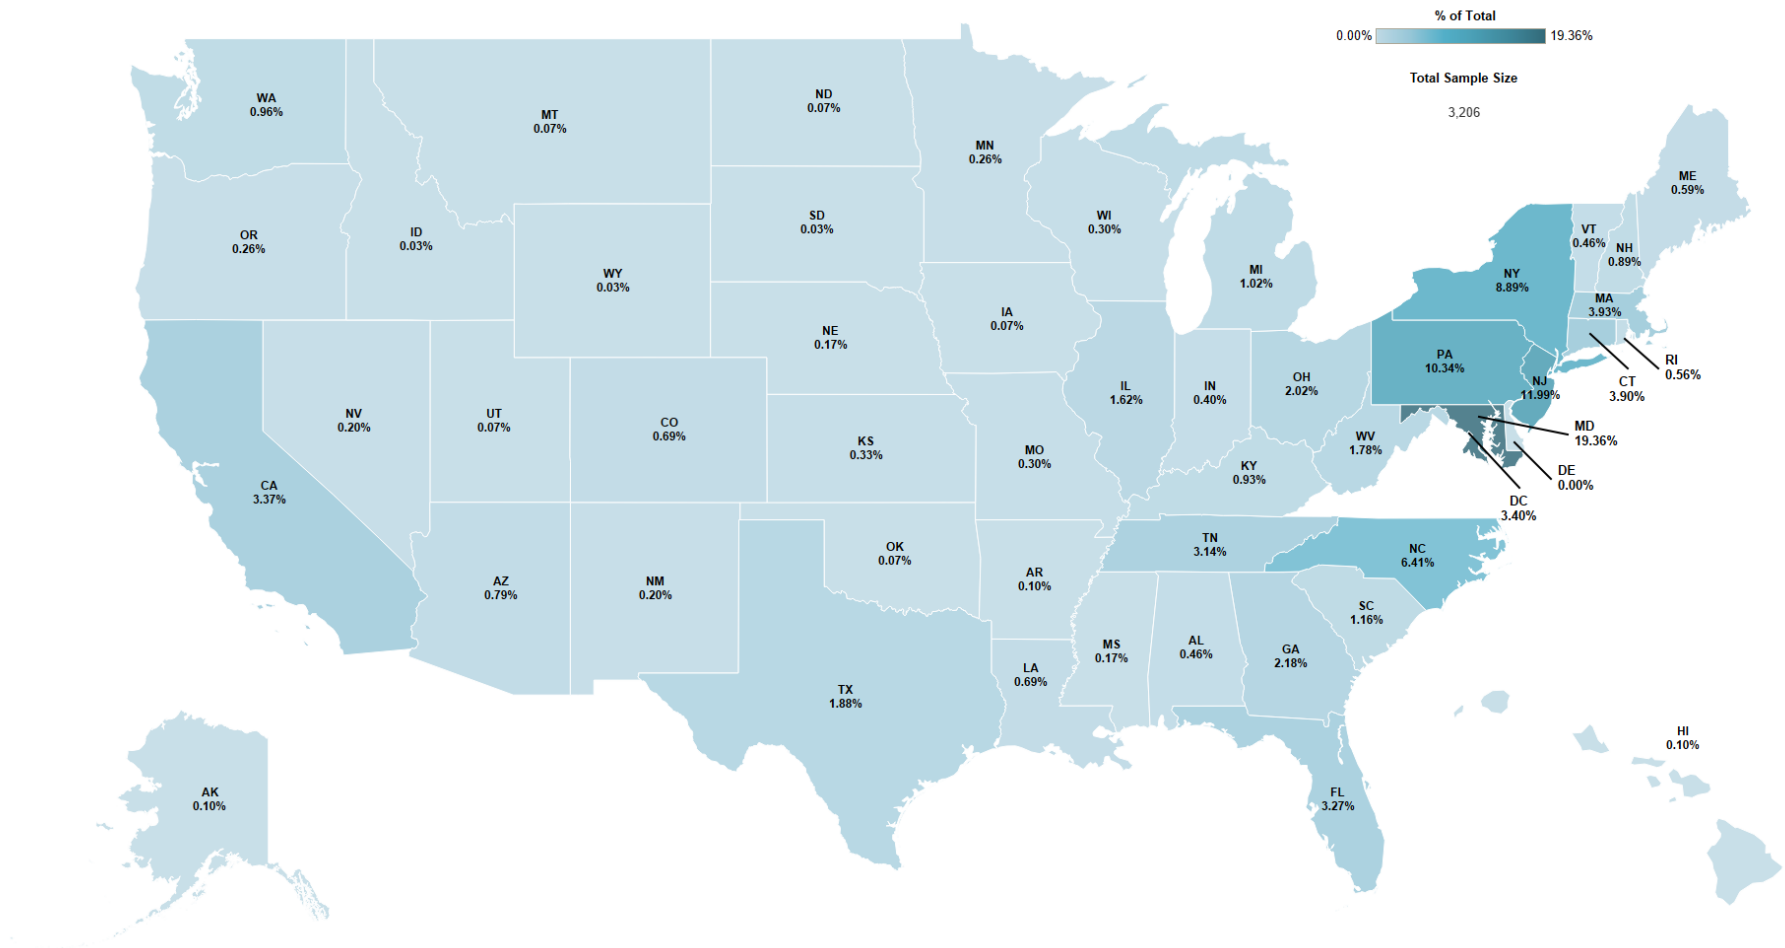 % of Total
0.00% 19.36%
Total Sample Size
3,206
WA
0.96%
MT
0.07%
ND
0.07%
MN
0.26%
ME
0.59%
OR
0.26%
ID
0.03%
SD
0.03%
WI
0.30%
VT
0.46%
NH
0.89%
WY
0.03%
MI
1.02%
NY
8.89%
MA
3.93%
NE
0.17%
IA
0.07%
PA
10.34%
RI
0.56%
CT
3.90%
NJ
11.99%
NV
0.20%
UT
0.07%
CO
0.69%
IL
1.62%
IN
0.40%
OH
2.02%
KS
0.33%
MO
0.30%
WV
1.78%
MD
19.36%
KY
0.93%
DE
0.00%
CA
3.37%
DC
3.40%
OK
0.07%
TN
3.14%
NC
6.41%
AZ
0.79%
NM
0.20%
AR
0.10%
SC
1.16%
MS
0.17%
AL
0.46%
GA
2.18%
LA
0.69%
TX
1.88%
HI
0.10%
AK
0.10%
FL
3.27%